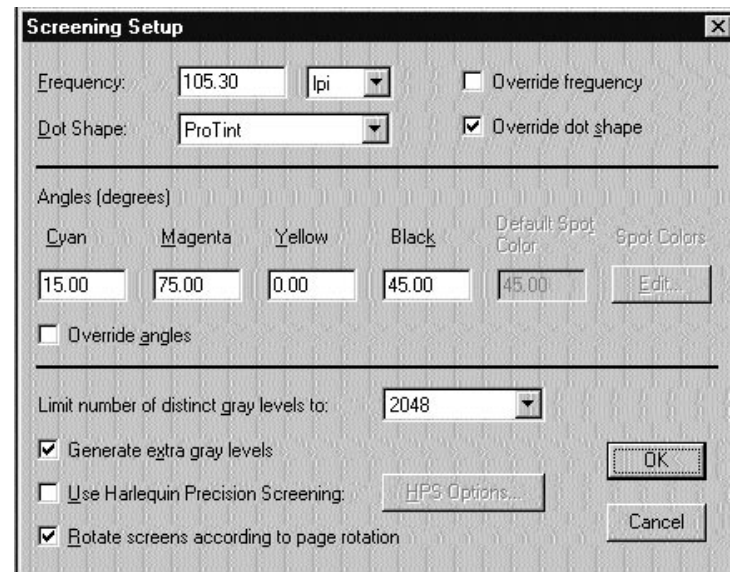 Screening Setup
Frequency: 105.30 lpi Override freguency
Dot Shape: ProTint Override dot shape
Angles (degrees)
Cyan Magenta Yellow Black Default Spot Color Spot Colors
15.00 75.00 0.00 45.00 45.00 Edit...
Override angles
Limit number of distinct gray levels to: 2048
Generate extra gray levels
OK
Use Harlequin Precision Screening: HPS Options...
Cancel
Rotate screens according to page rotation